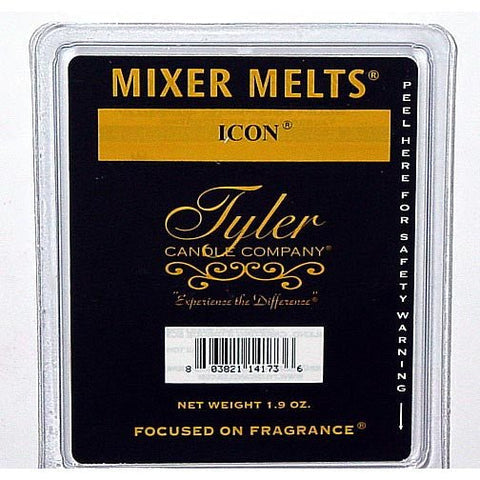 MIXER MELTS®
ICON®
Tyler
CANDLE COMPANY®
"Experience the Difference"®
8 03821 14173 6
NET WEIGHT 1.9 OZ.
FOCUSED ON FRAGRANCE®
PEEL HERE FOR SAFETY WARNING